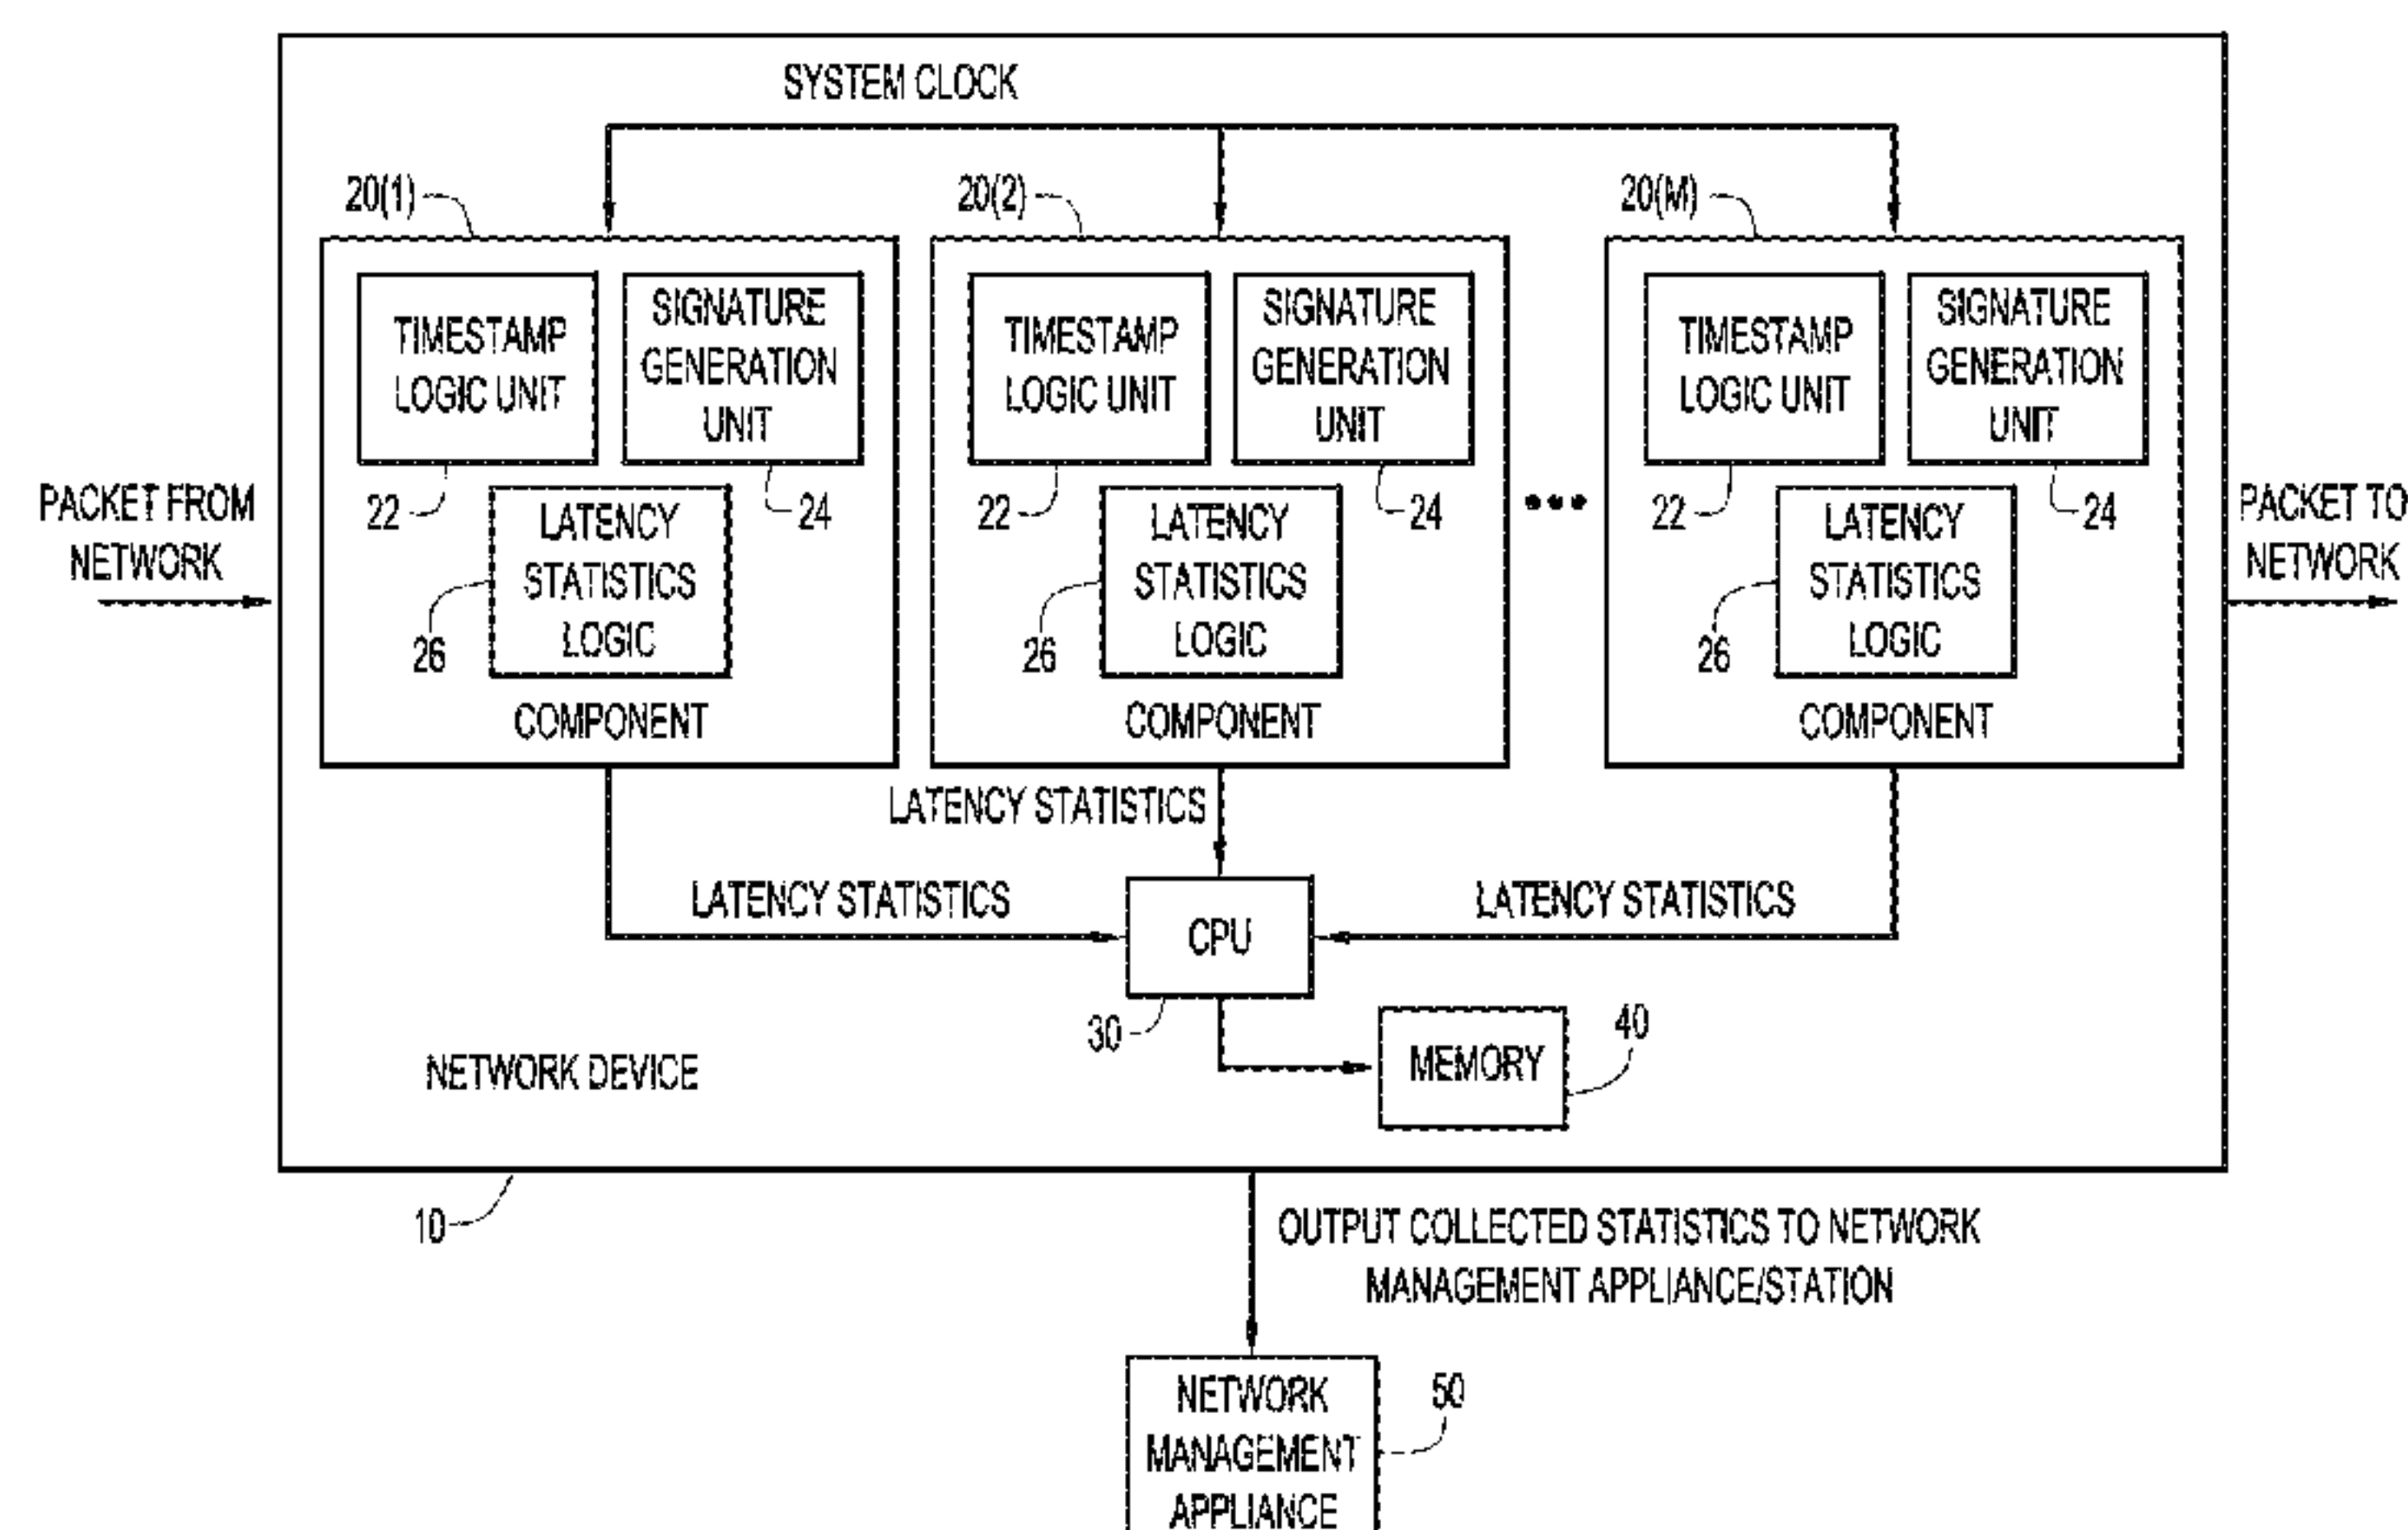 SYSTEM CLOCK
20(1)
20(2)
20(M)
TIMESTAMP
LOGIC UNIT
SIGNATURE
GENERATION
UNIT
22
24
LATENCY
STATISTICS
LOGIC
26
COMPONENT
TIMESTAMP
LOGIC UNIT
SIGNATURE
GENERATION
UNIT
22
24
LATENCY
STATISTICS
LOGIC
26
COMPONENT
•••
TIMESTAMP
LOGIC UNIT
SIGNATURE
GENERATION
UNIT
22
24
LATENCY
STATISTICS
LOGIC
26
COMPONENT
PACKET FROM
NETWORK
PACKET TO
NETWORK
LATENCY STATISTICS
LATENCY STATISTICS
LATENCY STATISTICS
CPU
30
MEMORY
40
NETWORK DEVICE
10
OUTPUT COLLECTED STATISTICS TO NETWORK
MANAGEMENT APPLIANCE/STATION
NETWORK
MANAGEMENT
APPLIANCE
50